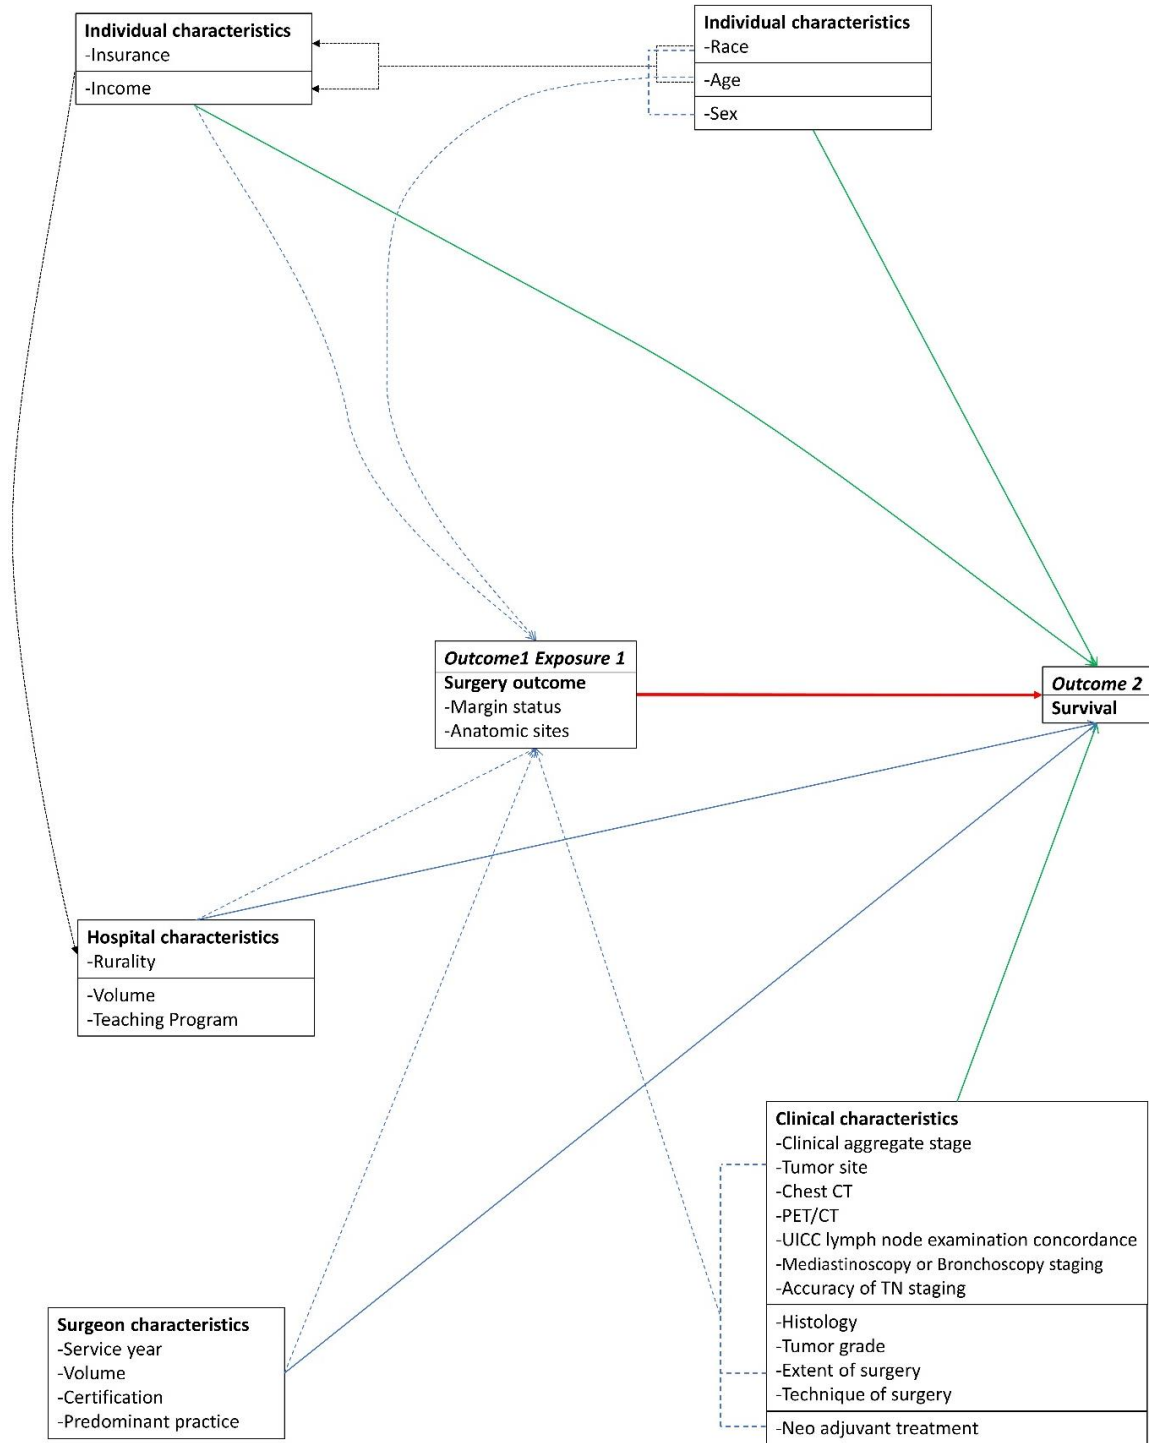 Individual characteristics
-Insurance
-Income
Individual characteristics
-Race
-Age
-Sex
Outcome1 Exposure 1
Surgery outcome
-Margin status
-Anatomic sites
Outcome 2
Survival
Hospital characteristics
-Rurality
-Volume
-Teaching Program
Clinical characteristics
-Clinical aggregate stage
-Tumor site
-Chest CT
-PET/CT
-UICC lymph node examination concordance
-Mediastinoscopy or Bronchoscopy staging
-Accuracy of TN staging
-Histology
-Tumor grade
-Extent of surgery
-Technique of surgery
-Neo adjuvant treatment
Surgeon characteristics
-Service year
-Volume
-Certification
-Predominant practice